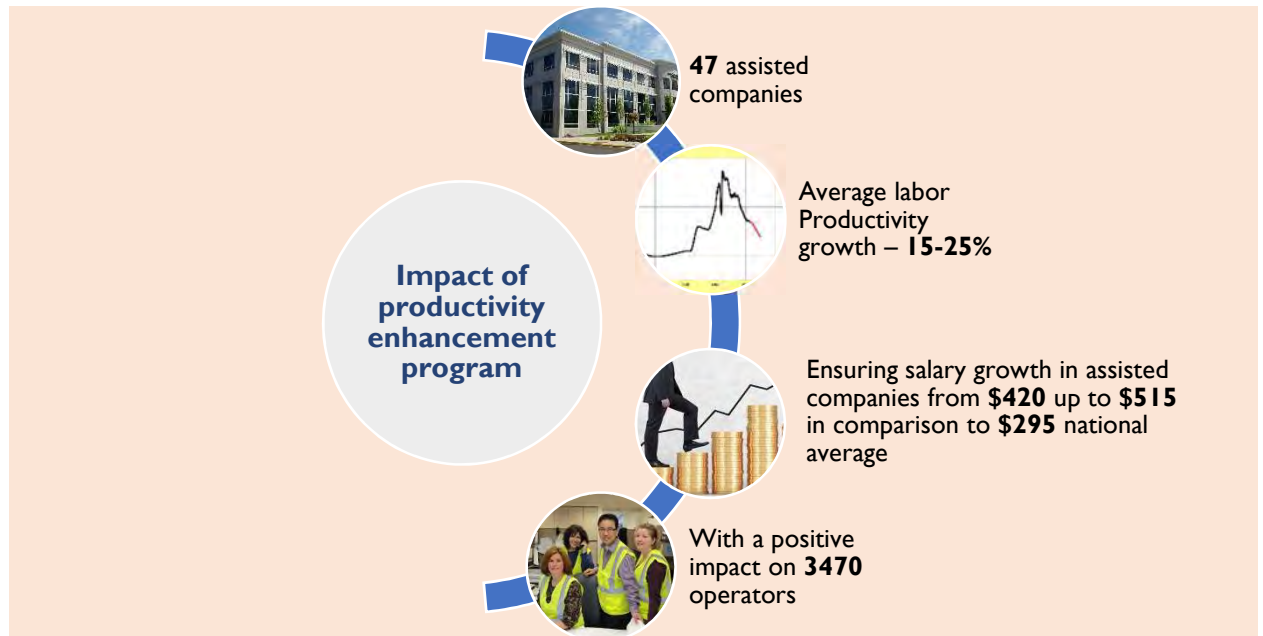 47 assisted
companies
Average labor
Productivity
growth – 15-25%
Impact of
productivity
enhancement
program
Ensuring salary growth in assisted
companies from $420 up to $515
in comparison to $295 national
average
With a positive
impact on 3470
operators